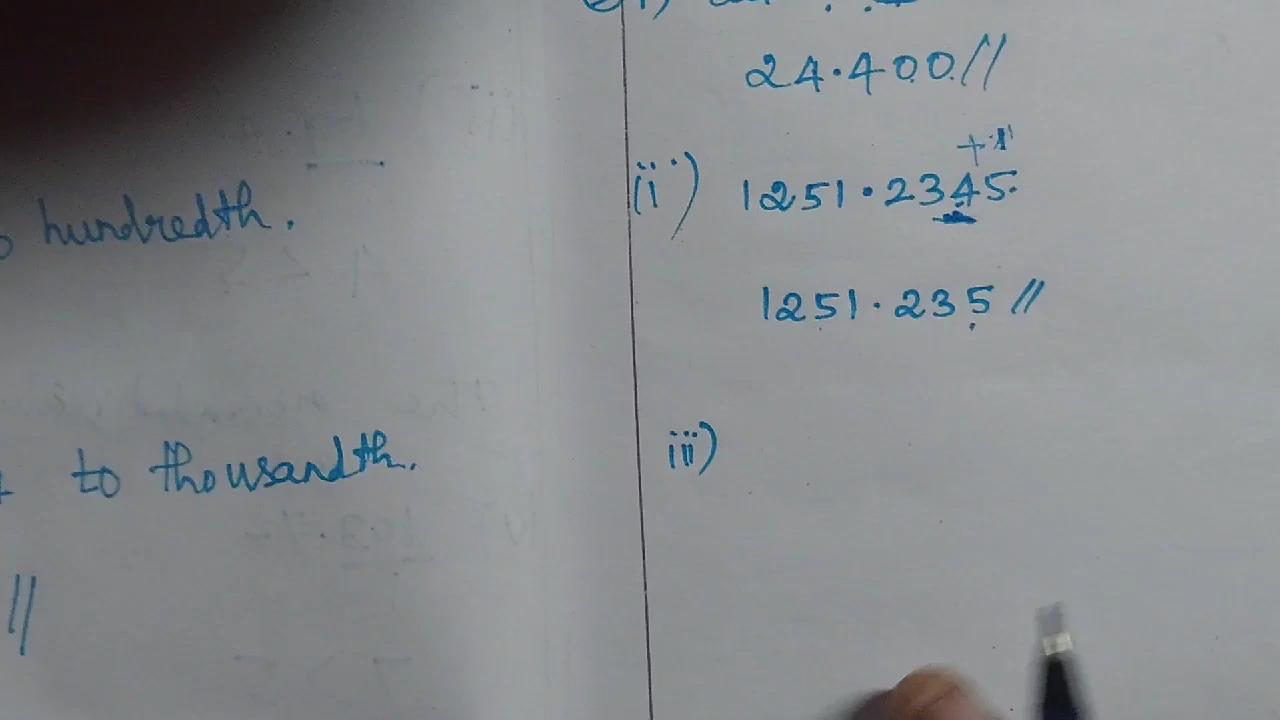 hundredth.
to thousandth.
//
24.400//
+1
(ii) 1251.2345
1251.235 //
iii)